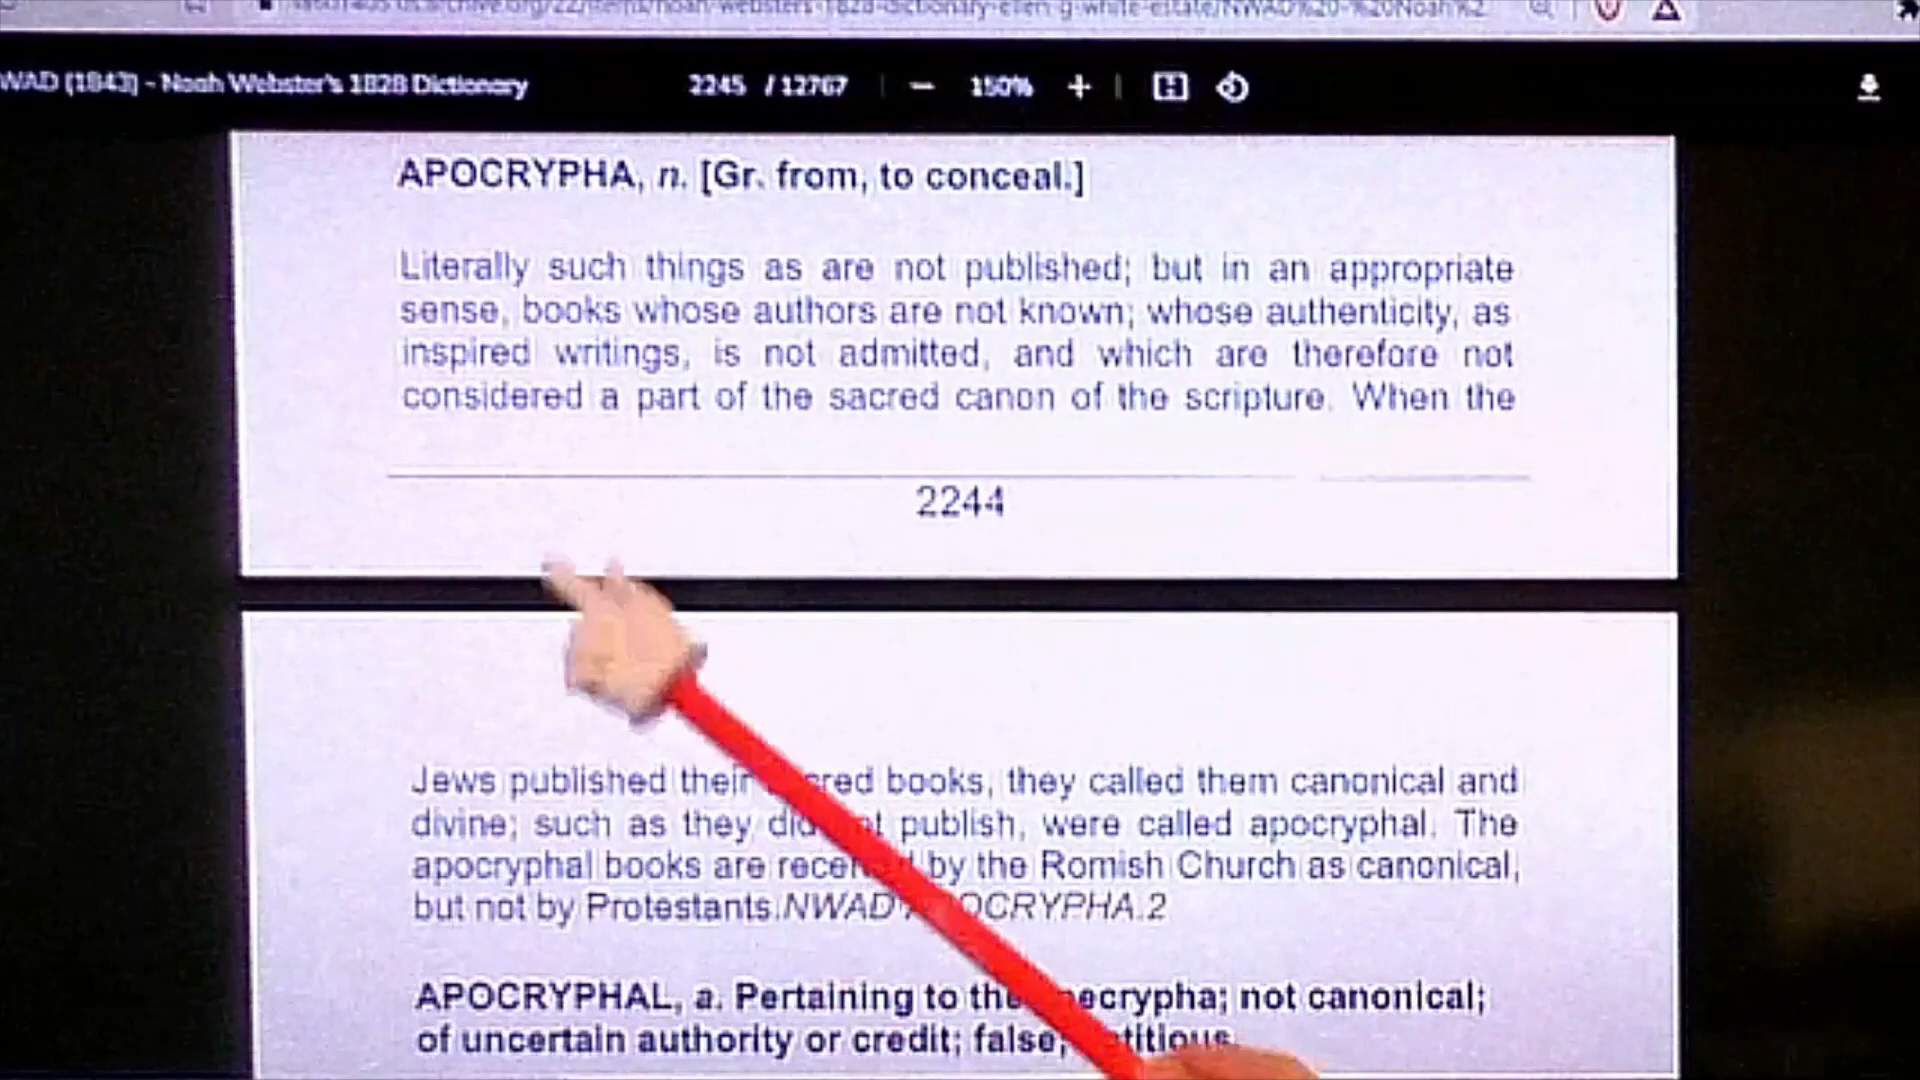 WAD (1843) - Noah Webster's 1828 Dictionary 2245 / 12767 − 150% +
APOCRYPHA, n. [Gr. from, to conceal.]
Literally such things as are not published; but in an appropriate
sense, books whose authors are not known; whose authenticity, as
inspired writings, is not admitted, and which are therefore not
considered a part of the sacred canon of the scripture. When the
2244
Jews published their books, they called them canonical and
divine; such as they publish, were called apocryphal. The
apocryphal books are by the Romish Church as canonical,
but not by Protestants.NWAD APOCRYPHA.2
APOCRYPHAL, a. Pertaining to the not canonical;
of uncertain authority or credit; false;